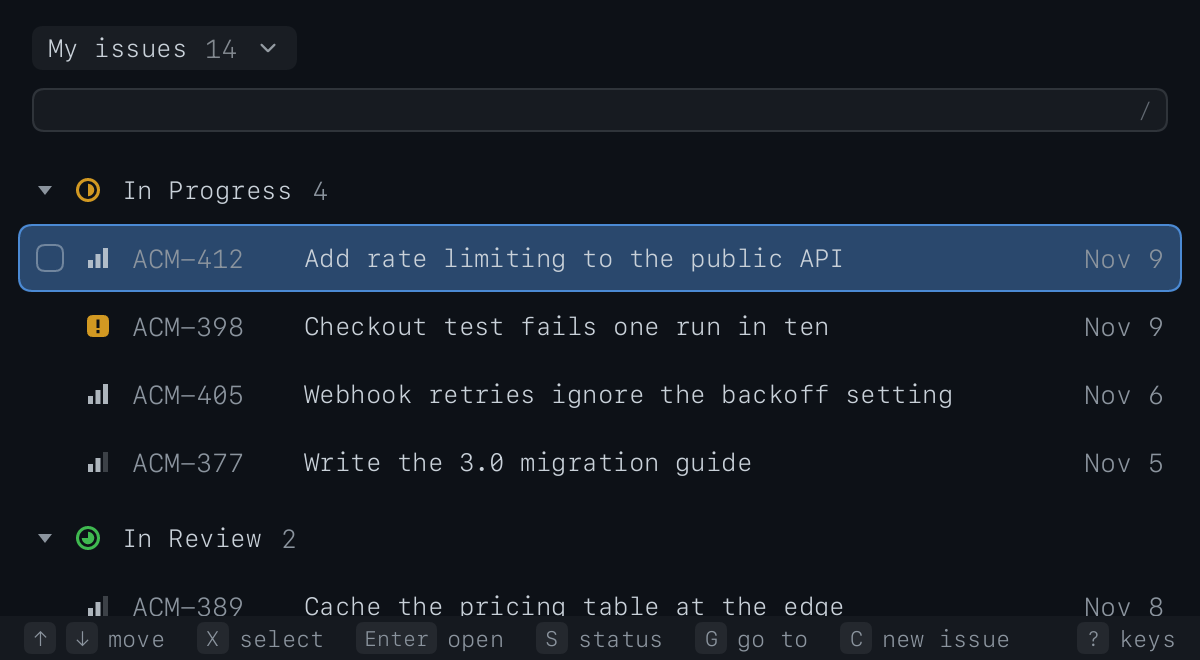 My issues 14
/
In Progress 4
ACM–412 Add rate limiting to the public API Nov 9
! ACM–398 Checkout test fails one run in ten Nov 9
ACM–405 Webhook retries ignore the backoff setting Nov 6
ACM–377 Write the 3.0 migration guide Nov 5
In Review 2
ACM–389 Cache the pricing table at the edge Nov 8
↑ ↓ move X select Enter open S status G go to C new issue ? keys